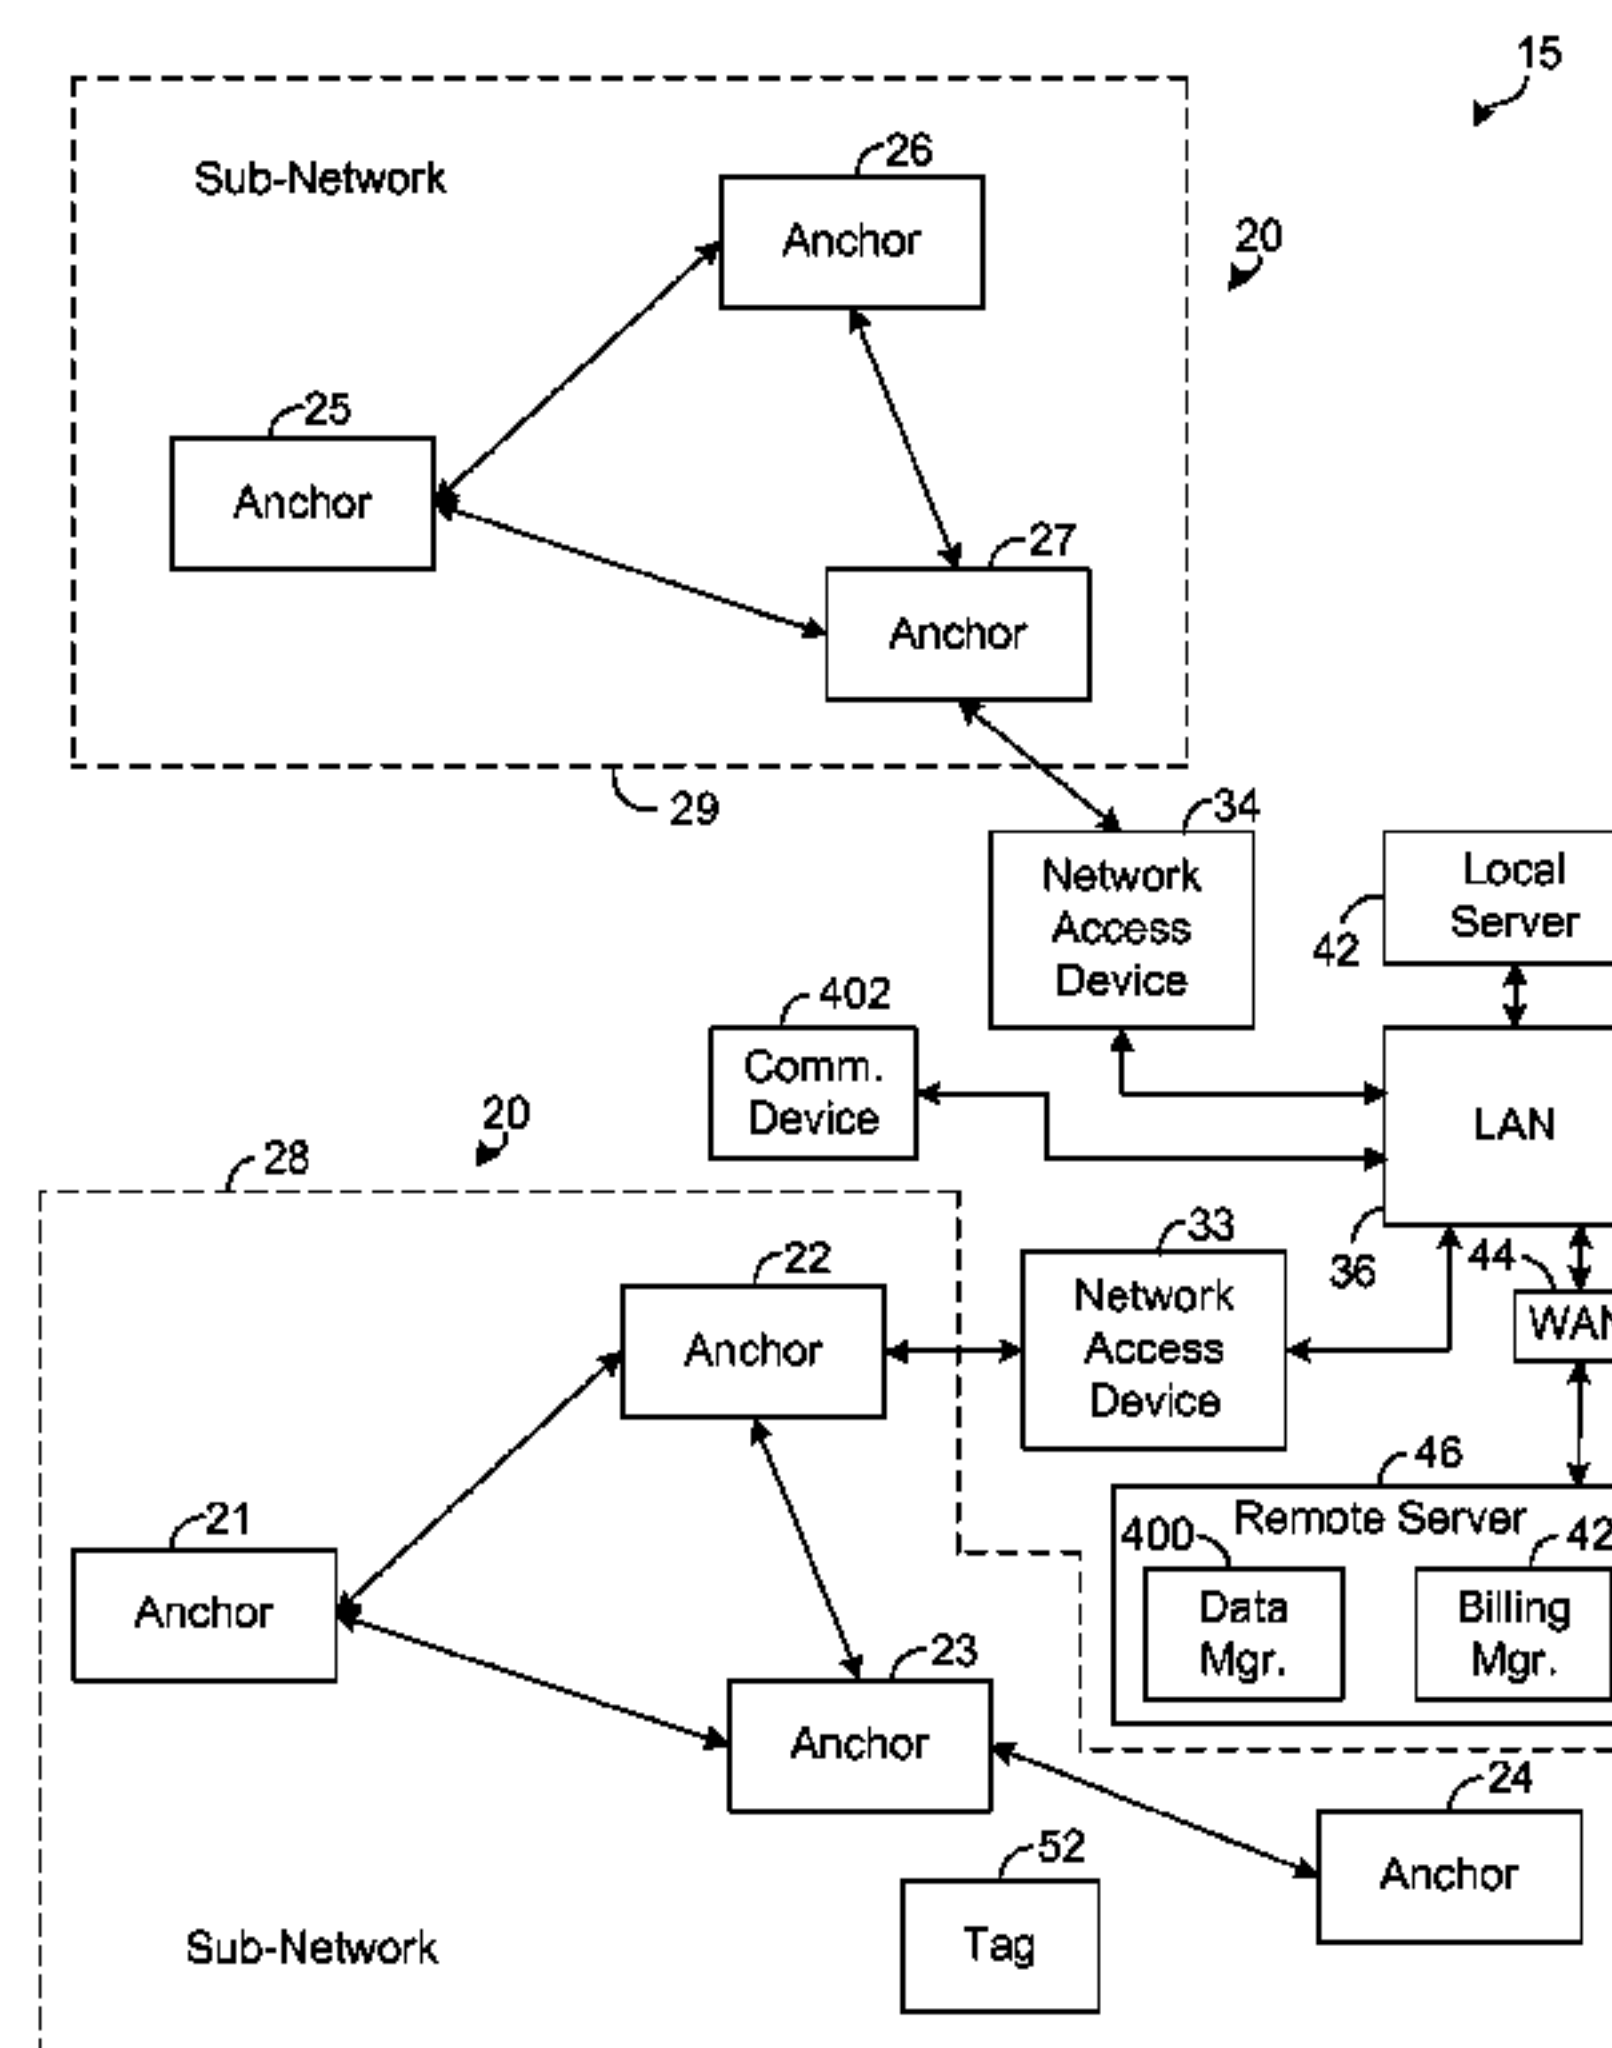 15
26
Sub-Network
Anchor
20
25
Anchor
27
Anchor
29
34
Network
Access
Device
Local
Server
42
402
Comm.
Device
LAN
20
28
33
36
44
22
Network
Access
Device
WAN
Anchor
46
Remote Server
21
400
42
Anchor
Data
Mgr.
Billing
Mgr.
23
Anchor
24
52
Anchor
Tag
Sub-Network